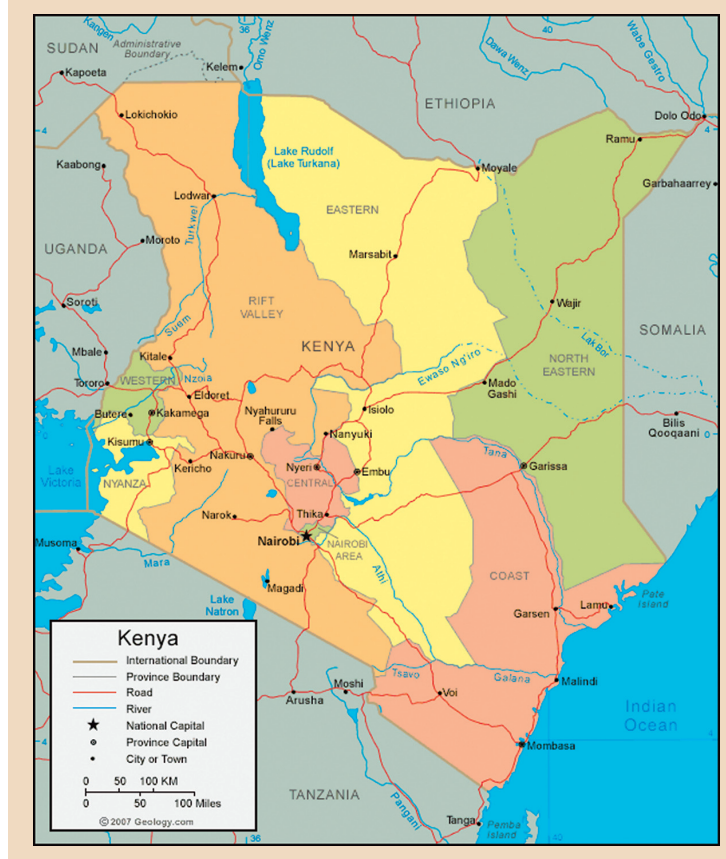 Kangen
36
Omo Wenz
40
Wabe Gestro
SUDAN
Administrative
Boundary
Kelem
Dawa Wenz
Kapoeta
ETHIOPIA
Lokichokio
Dolo Odo
4
4
Ramu
Lake Rudolf
(Lake Turkana)
Kaabong
Moyale
Garbahaarrey
Lodwar
Turkwel
EASTERN
Moroto
UGANDA
Marsabit
Soroti
RIFT
VALLEY
Wajir
Suam
SOMALIA
KENYA
Lak Bor
Mbale
Kitale
NORTH
EASTERN
Ewaso Ng'iro
Tororo
WESTERN
Nzoia
Mado
Gashi
Eldoret
Butere
Kakamega
Nyahururu
Falls
Isiolo
Bilis
Qooqaani
Kisumu
Nanyuki
0
Nakuru
Tana
Lake
Victoria
Kericho
Nyeri
Embu
Garissa
NYANZA
CENTRAL
Narok
Thika
Musoma
Nairobi
NAIROBI
AREA
Mara
Athi
COAST
Magadi
Pate
Island
Lake
Natron
Garsen
Lamu
Kenya
International Boundary
Province Boundary
Road
River
National Capital
Province Capital
City or Town
0 50 100 KM
0 50 100 Miles
© 2007 Geology.com
Tsavo
Galana
Moshi
Voi
Malindi
Arusha
Indian
Ocean
4
Mombasa
TANZANIA
Pangani
Tanga
Pemba
Island
36
40